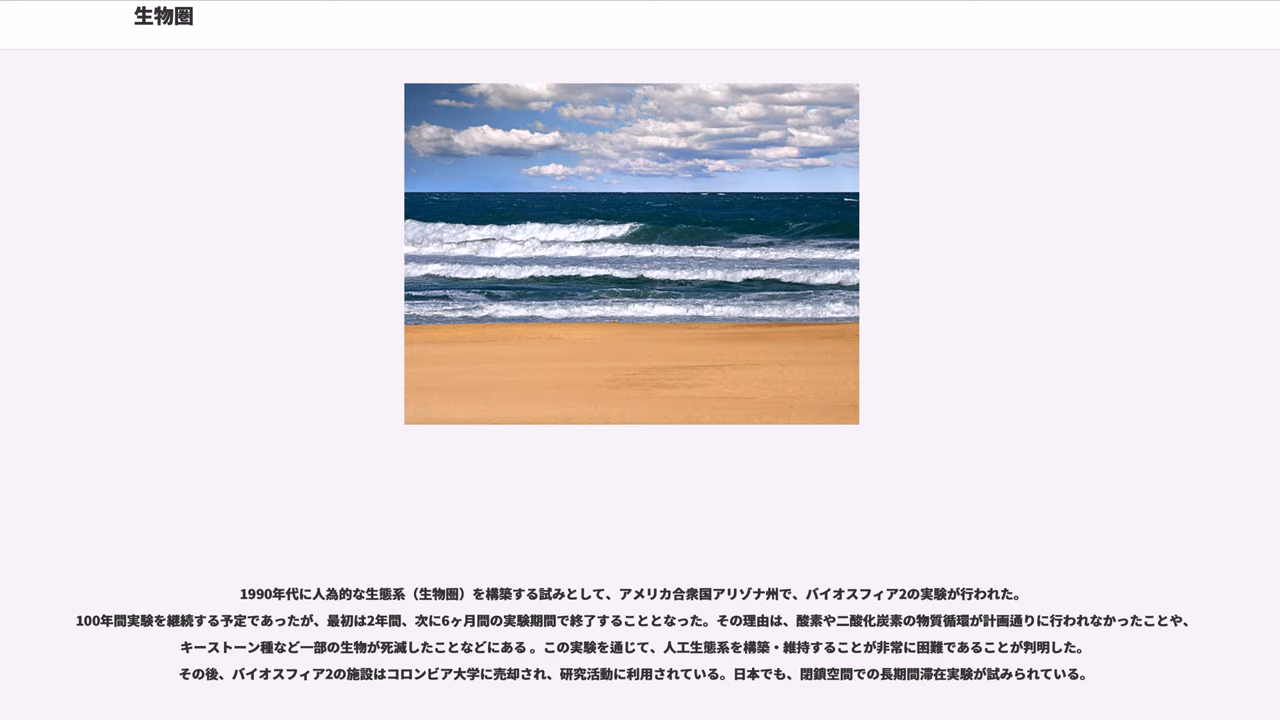 生物圏
1990年代に人為的な生態系（生物圏）を構築する試みとして、アメリカ合衆国アリゾナ州で、バイオスフィア2の実験が行われた。
100年間実験を継続する予定であったが、最初は2年間、次に6ヶ月間の実験期間で終了することとなった。その理由は、酸素や二酸化炭素の物質循環が計画通りに行われなかったことや、
キーストーン種など一部の生物が死滅したことなどにある 。この実験を通じて、人工生態系を構築・維持することが非常に困難であることが判明した。
その後、バイオスフィア2の施設はコロンビア大学に売却され、研究活動に利用されている。日本でも、閉鎖空間での長期間滞在実験が試みられている。